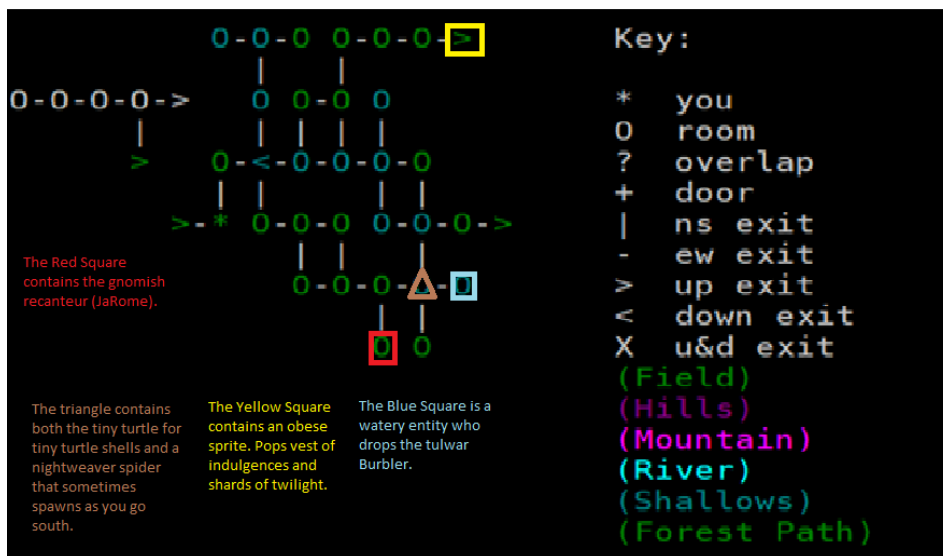 O-O-O O-O-O->
| |
O-O-O-O-> O O-O O
| | | | |
> O-<-O-O-O-O
| | | |
>-* O-O-O O-O-O->
| | |
O-O-O-O-O
| |
O O
The Red Square
contains the gnomish
recanteur (JaRome).
The triangle contains
both the tiny turtle for
tiny turtle shells and a
nightweaver spider
that sometimes
spawns as you go
south.
The Yellow Square
contains an obese
sprite. Pops vest of
indulgences and
shards of twilight.
The Blue Square is a
watery entity who
drops the tulwar
Burbler.
Key:
* you
O room
? overlap
+ door
| ns exit
- ew exit
> up exit
< down exit
X u&d exit
(Field)
(Hills)
(Mountain)
(River)
(Shallows)
(Forest Path)